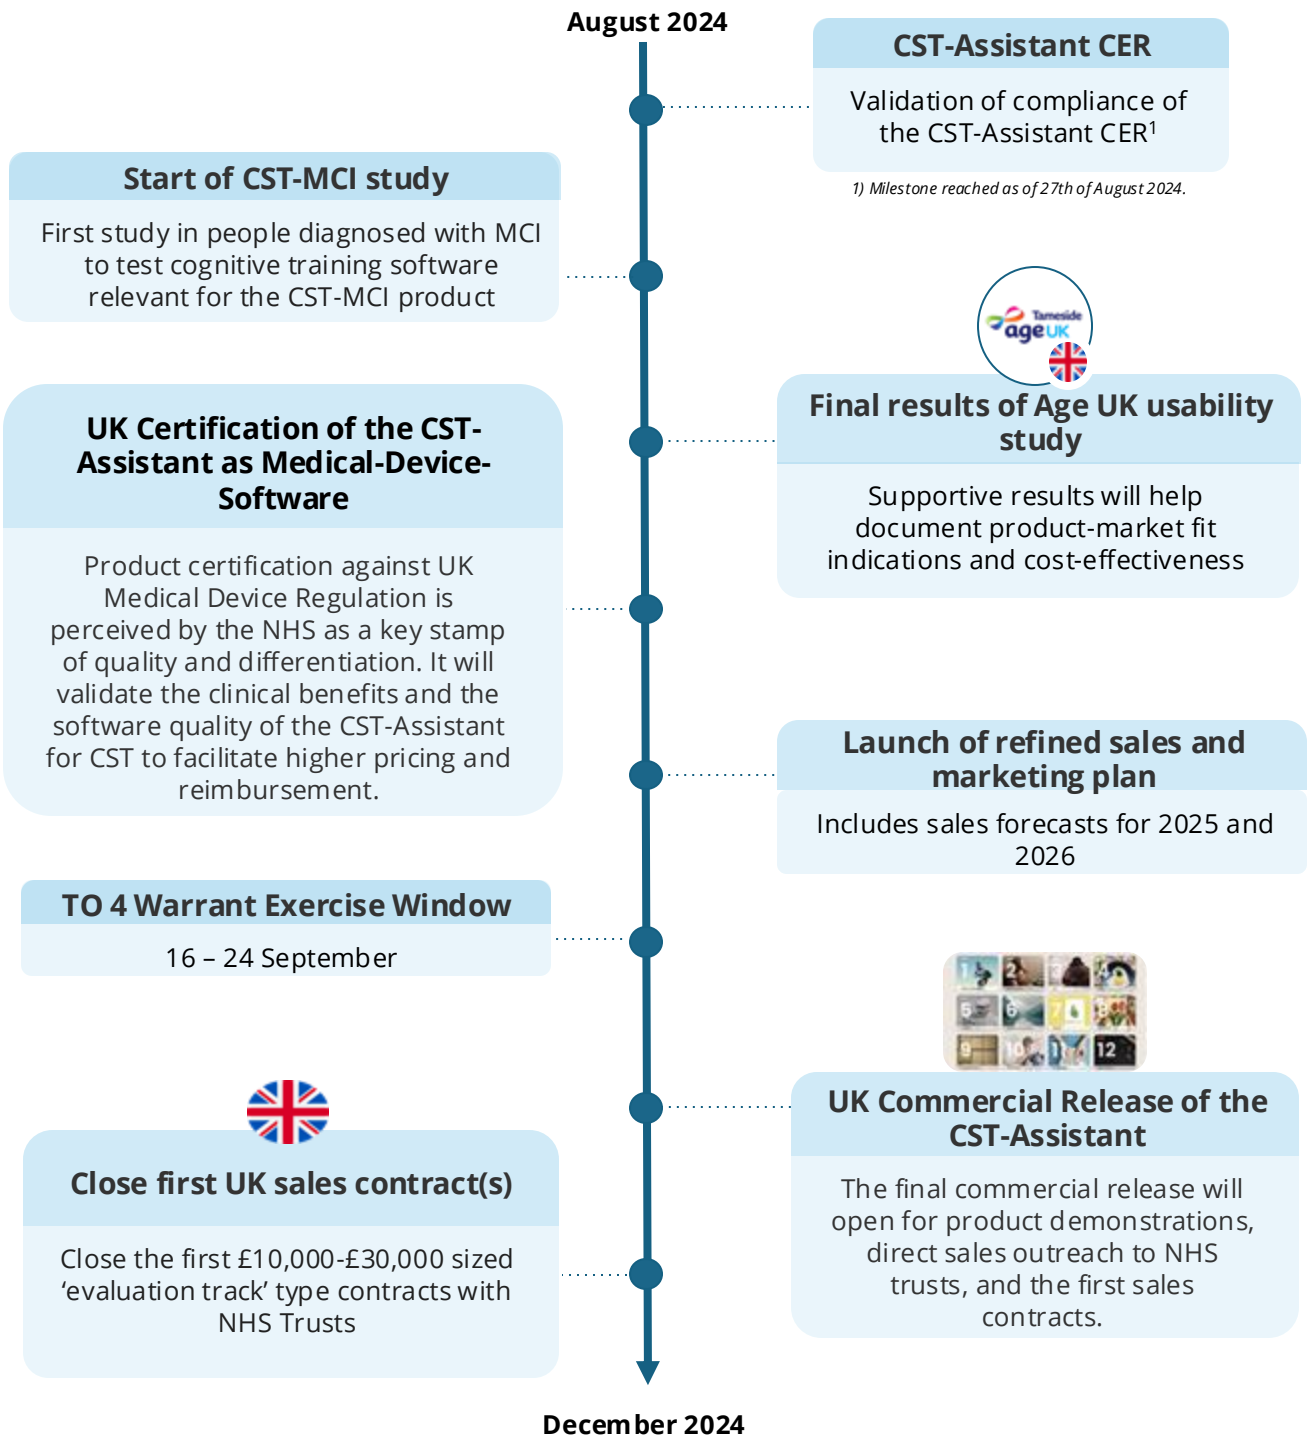 August 2024
CST-Assistant CER
Validation of compliance of
the CST-Assistant CER¹
1) Milestone reached as of 27th of August 2024.
Start of CST-MCI study
First study in people diagnosed with MCI
to test cognitive training software
relevant for the CST-MCI product
Tameside
ageUK
Final results of Age UK usability
study
Supportive results will help
document product-market fit
indications and cost-effectiveness
UK Certification of the CST-
Assistant as Medical-Device-
Software
Product certification against UK
Medical Device Regulation is
perceived by the NHS as a key stamp
of quality and differentiation. It will
validate the clinical benefits and the
software quality of the CST-Assistant
for CST to facilitate higher pricing and
reimbursement.
Launch of refined sales and
marketing plan
Includes sales forecasts for 2025 and
2026
TO 4 Warrant Exercise Window
16 – 24 September
1 2 3 4
5 6 7 8
9 10 11 12
UK Commercial Release of the
CST-Assistant
The final commercial release will
open for product demonstrations,
direct sales outreach to NHS
trusts, and the first sales
contracts.
Close first UK sales contract(s)
Close the first £10,000-£30,000 sized
‘evaluation track’ type contracts with
NHS Trusts
December 2024